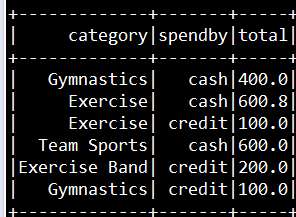 +-------------+-------+-----+
|     category|spendby|total|
+-------------+-------+-----+
|   Gymnastics|   cash|400.0|
|     Exercise|   cash|600.8|
|     Exercise| credit|100.0|
|  Team Sports|   cash|600.0|
|Exercise Band| credit|200.0|
|   Gymnastics| credit|100.0|
+-------------+-------+-----+